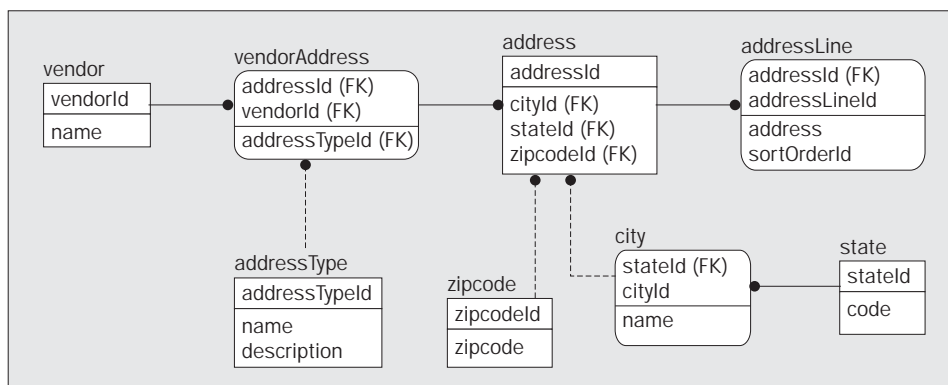 vendor
vendorId
name
vendorAddress
addressId (FK)
vendorId (FK)
addressTypeId (FK)
address
addressId
cityId (FK)
stateId (FK)
zipcodeId (FK)
addressLine
addressId (FK)
addressLineId
address
sortOrderId
addressType
addressTypeId
name
description
zipcode
zipcodeId
zipcode
city
stateId (FK)
cityId
name
state
stateId
code